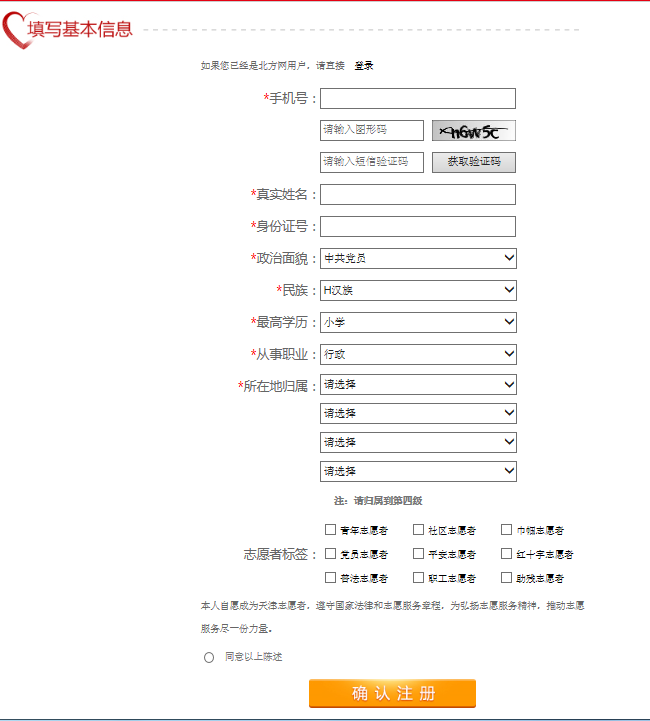 填写基本信息
如果您已经是北方网用户，请直接 登录
*手机号：
请输入图形码 n6W5c
请输入短信验证码 获取验证码
*真实姓名：
*身份证号：
*政治面貌：中共党员
*民族：H汉族
*最高学历：小学
*从事职业：行政
*所在地归属：请选择
请选择
请选择
请选择
注：请归属到第四级
青年志愿者 社区志愿者 巾帼志愿者
志愿者标签：党员志愿者 平安志愿者 红十字志愿者
普法志愿者 职工志愿者 助残志愿者
本人自愿成为天津志愿者，遵守国家法律和志愿服务章程，为弘扬志愿服务精神，推动志愿
服务尽一份力量。
同意以上陈述
确认注册